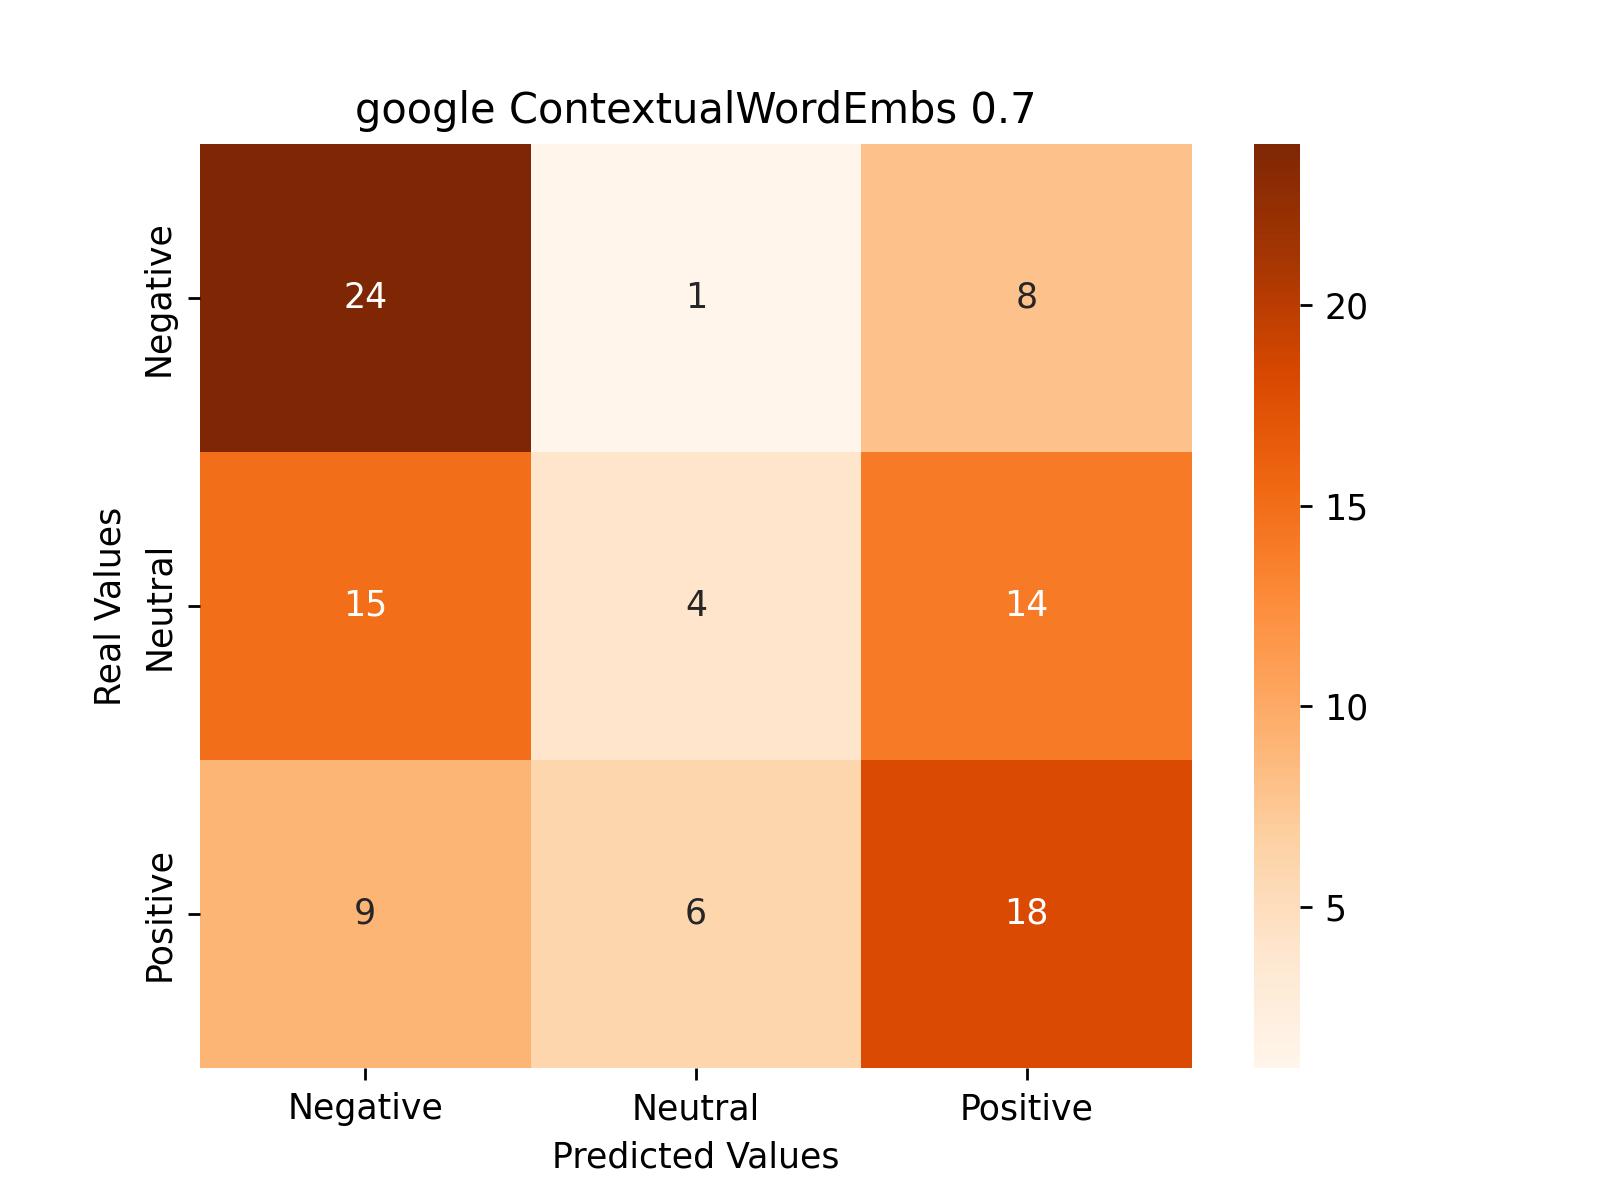 google ContextualWordEmbs 0.7
Real Values
Negative
24
1
8
Neutral
15
4
14
Positive
9
6
18
Negative
Neutral
Positive
Predicted Values
20
15
10
5